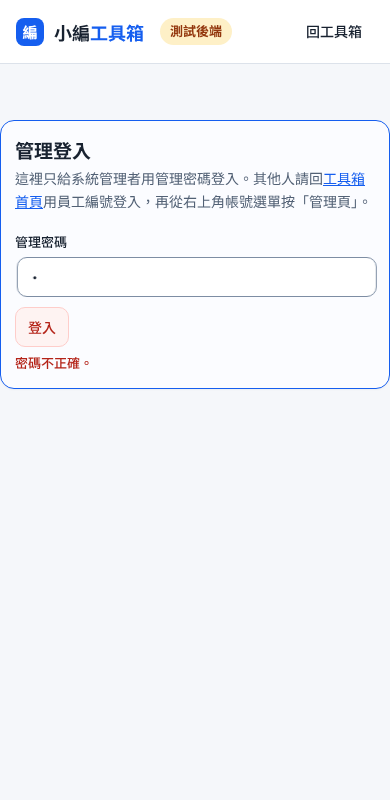 編 小編工具箱 測試後端 回工具箱
管理登入
這裡只給系統管理者用管理密碼登入。其他人請回工具箱
首頁用員工編號登入，再從右上角帳號選單按「管理頁」。
管理密碼
登入
密碼不正確。